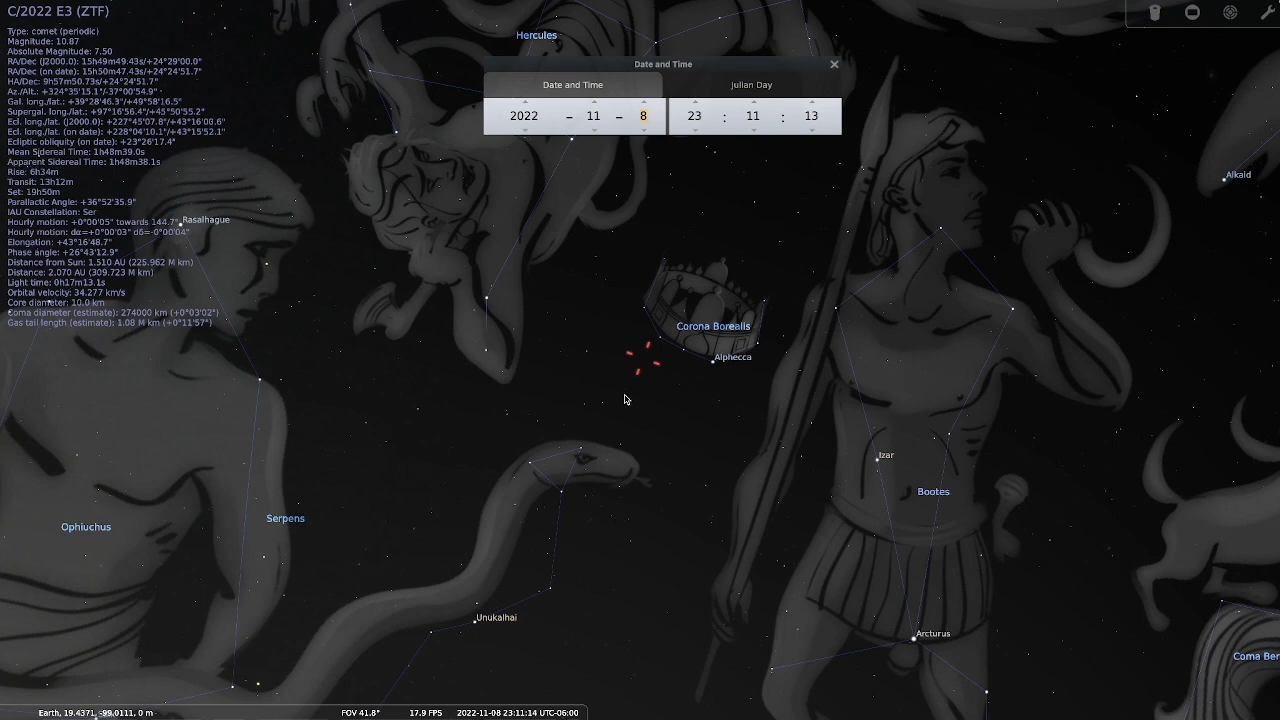 C/2022 E3 (ZTF)
Type: comet (periodic)
Magnitude: 10.87
Absolute Magnitude: 7.50
RA/Dec (J2000.0): 15h49m49.43s/+24°29'00.0"
RA/Dec (on date): 15h50m47.43s/+24°24'51.7"
HA/Dec: 9h57m50.73s/+24°24'51.7"
Az./Alt.: +324°35'15.1"/-37°00'54.9"
Gal. long./lat.: +39°28'46.3"/+49°58'16.5"
Supergal. long./lat.: +97°16'56.4"/+45°50'55.2"
Ecl. long./lat. (J2000.0): +227°45'07.8"/+43°16'00.6"
Ecl. long./lat. (on date): +228°04'10.1"/+43°15'52.1"
Ecliptic obliquity (on date): +23°26'17.4"
Mean Sidereal Time: 1h48m39.0s
Apparent Sidereal Time: 1h48m38.1s
Rise: 6h34m
Transit: 13h12m
Set: 19h50m
Parallactic Angle: +36°52'35.9"
IAU Constellation: Ser
Hourly motion: +0°00'05" towards 144.7°
Hourly motion: dα=+0°00'03" dδ=-0°00'04"
Elongation: +43°16'48.7"
Phase angle: +26°43'12.9"
Distance from Sun: 1.510 AU (225.962 M km)
Distance: 2.070 AU (309.723 M km)
Light time: 0h17m13.1s
Orbital velocity: 34.277 km/s
Core diameter: 10.0 km
Coma diameter (estimate): 274000 km (+0°03'02")
Gas tail length (estimate): 1.08 M km (+0°11'57")
Hercules
Date and Time
Date and Time
Julian Day
2022 – 11 – 8 23 : 11 : 13
Alkaid
Rasalhague
Corona Borealis
Alphecca
Izar
Bootes
Serpens
Ophiuchus
Unukalhai
Arcturus
Coma Ber
Earth, 19.4371, -99.0111, 0 m FOV 41.8° 17.9 FPS 2022-11-08 23:11:14 UTC-06:00